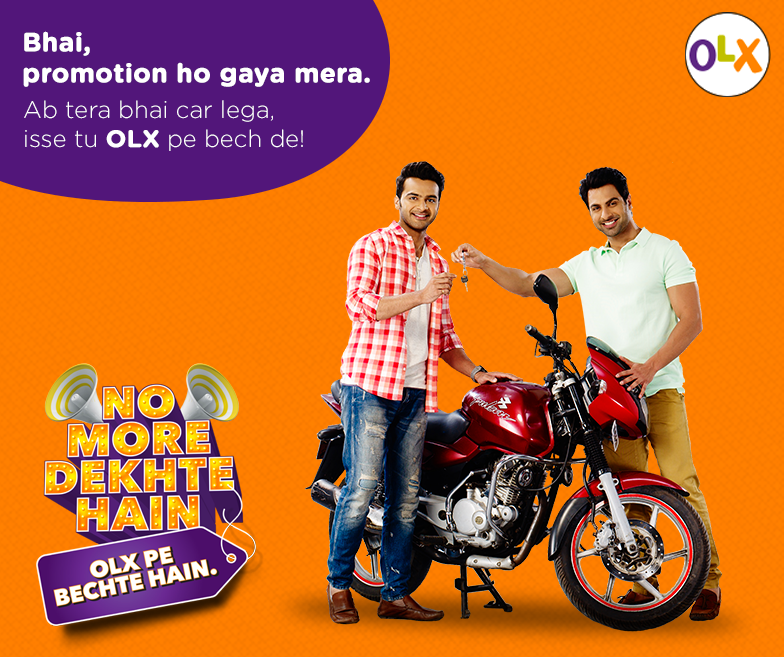 Bhai,
promotion ho gaya mera.
Ab tera bhai car lega,
isse tu OLX pe bech de!
OLX
NO
MORE
DEKHTE
HAIN
OLX PE
BECHTE HAIN.